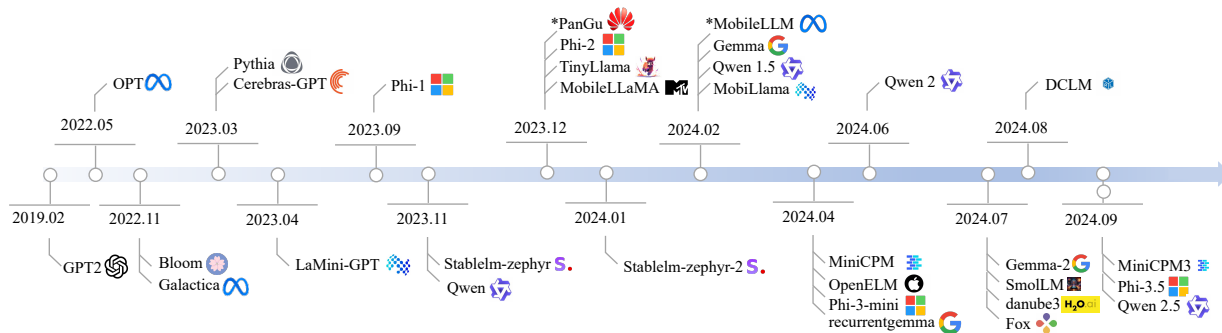 *PanGu
Phi-2
TinyLlama
MobileLLaMA
*MobileLLM
Gemma
Qwen 1.5
MobiLlama
Pythia
Cerebras-GPT
OPT
Phi-1
Qwen 2
DCLM
2022.05
2023.03
2023.09
2023.12
2024.02
2024.06
2024.08
2019.02
2022.11
2023.04
2023.11
2024.01
2024.04
2024.07
2024.09
GPT2
Bloom
Galactica
LaMini-GPT
Stablelm-zephyr S.
Qwen
Stablelm-zephyr-2 S.
MiniCPM
OpenELM
Phi-3-mini
recurrentgemma
Gemma-2
SmolLM
danube3 H₂O.ai
Fox
MiniCPM3
Phi-3.5
Qwen 2.5